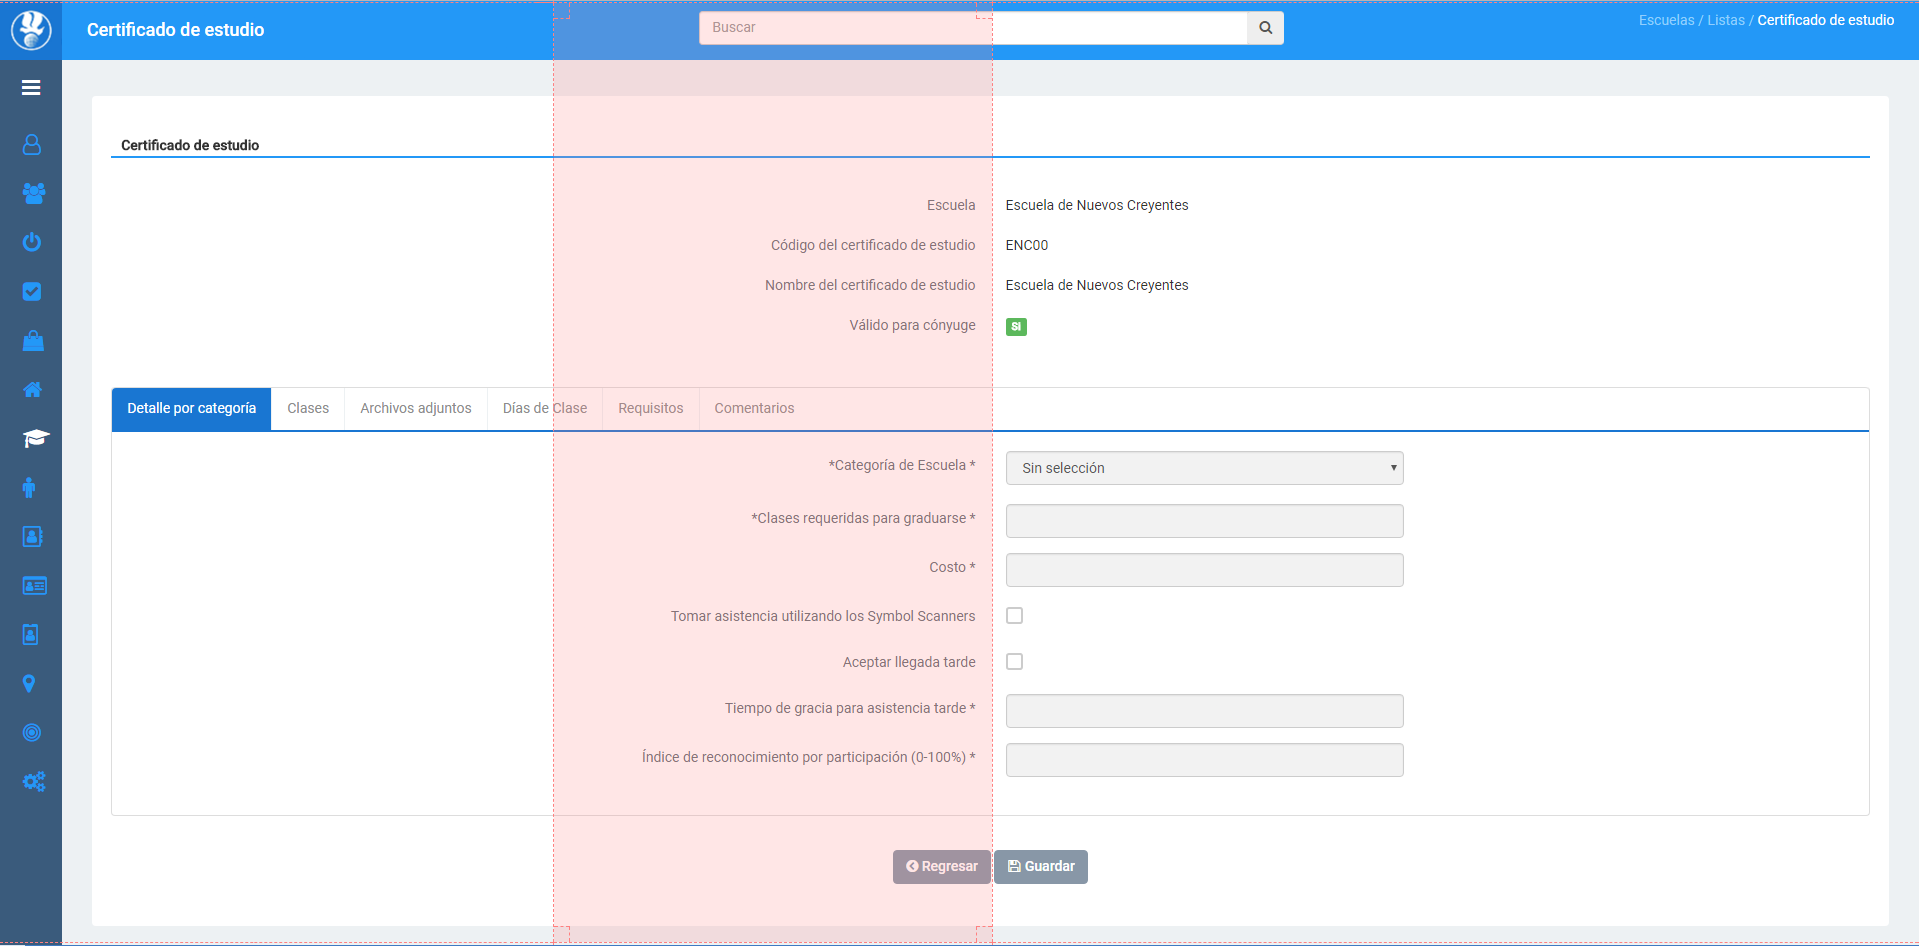 Certificado de estudio
Buscar
Escuelas / Listas / Certificado de estudio
Certificado de estudio
Escuela Escuela de Nuevos Creyentes
Código del certificado de estudio ENC00
Nombre del certificado de estudio Escuela de Nuevos Creyentes
Válido para cónyuge SI
Detalle por categoría Clases Archivos adjuntos Días de Clase Requisitos Comentarios
*Categoría de Escuela * Sin selección
*Clases requeridas para graduarse *
Costo *
Tomar asistencia utilizando los Symbol Scanners
Aceptar llegada tarde
Tiempo de gracia para asistencia tarde *
Índice de reconocimiento por participación (0-100%) *
Regresar Guardar